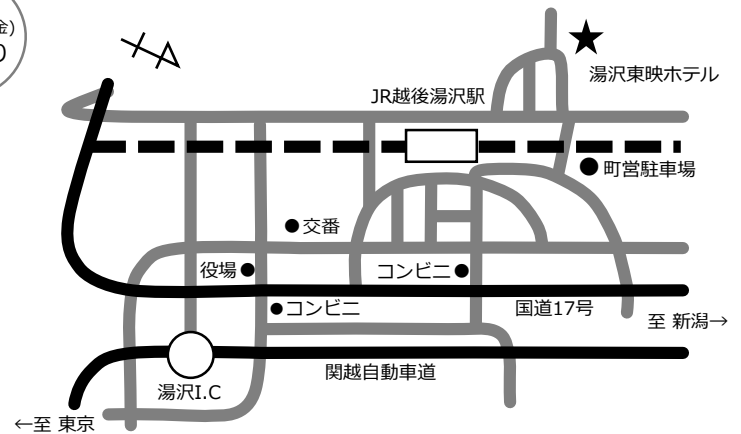 金)
0
湯沢東映ホテル
JR越後湯沢駅
町営駐車場
交番
役場
コンビニ
コンビニ
国道17号
至 新潟→
関越自動車道
湯沢I.C
←至 東京